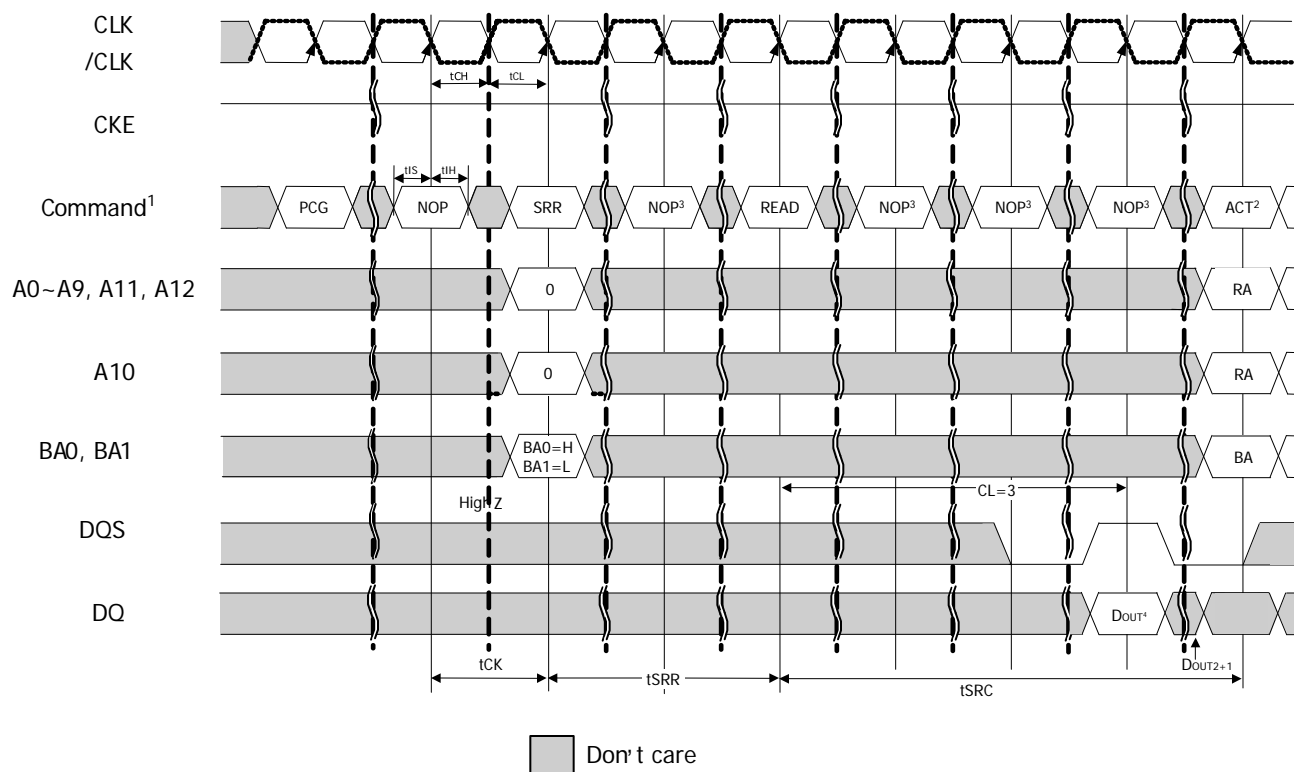 CLK
/CLK
tCH tCL
CKE
tIS tIH
Command¹ PCG NOP SRR NOP³ READ NOP³ NOP³ NOP³ ACT²
A0~A9, A11, A12 0 RA
A10 0 RA
BA0, BA1 BA0=H BA
BA1=L
CL=3
High Z
DQS
DQ DOUT⁴
DOUT2+1
tCK tSRR tSRC
Don't care